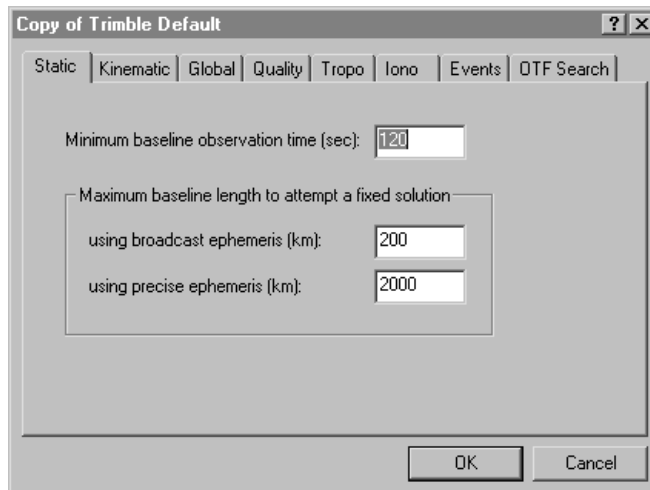 Copy of Trimble Default
Static Kinematic Global Quality Tropo Iono Events OTF Search
Minimum baseline observation time (sec): 120
Maximum baseline length to attempt a fixed solution
using broadcast ephemeris (km): 200
using precise ephemeris (km): 2000
OK Cancel